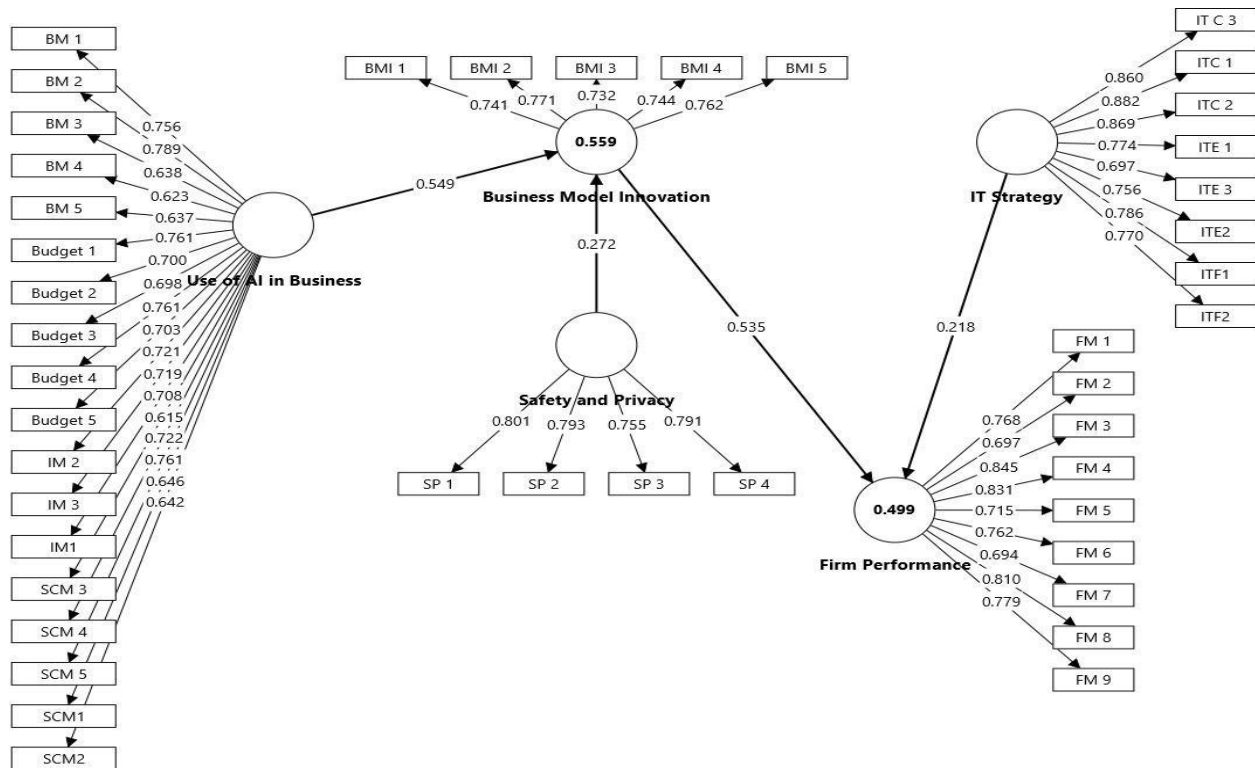 BM 1
BM 2
BM 3
BM 4
BM 5
Budget 1
Budget 2
Budget 3
Budget 4
Budget 5
IM 2
IM 3
IM1
SCM 3
SCM 4
SCM 5
SCM1
SCM2
0.756
0.789
0.638
0.623
0.637
0.761
0.700
0.698
0.761
0.703
0.721
0.719
0.708
0.615
0.722
0.761
0.646
0.642
Use of AI in Business
0.549
BMI 1
BMI 2
BMI 3
BMI 4
BMI 5
0.741
0.771
0.732
0.744
0.762
0.559
Business Model Innovation
0.272
Safety and Privacy
0.801
0.793
0.755
0.791
SP 1
SP 2
SP 3
SP 4
0.535
0.218
IT Strategy
0.860
0.882
0.869
0.774
0.697
0.756
0.786
0.770
IT C 3
ITC 1
ITC 2
ITE 1
ITE 3
ITE2
ITF1
ITF2
0.499
Firm Performance
0.768
0.697
0.845
0.831
0.715
0.762
0.694
0.810
0.779
FM 1
FM 2
FM 3
FM 4
FM 5
FM 6
FM 7
FM 8
FM 9